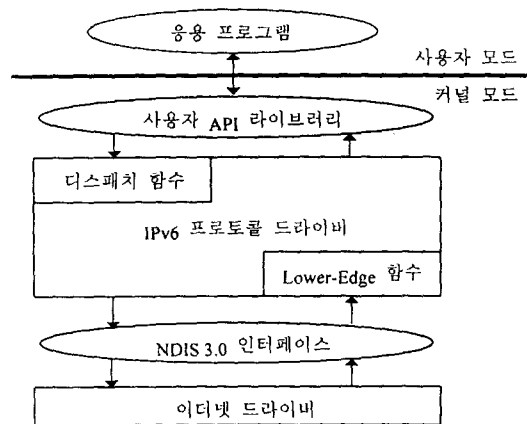 응용 프로그램
사용자 모드
커널 모드
사용자 API 라이브러리
디스패치 함수
IPv6 프로토콜 드라이버
Lower-Edge 함수
NDIS 3.0 인터페이스
이더넷 드라이버